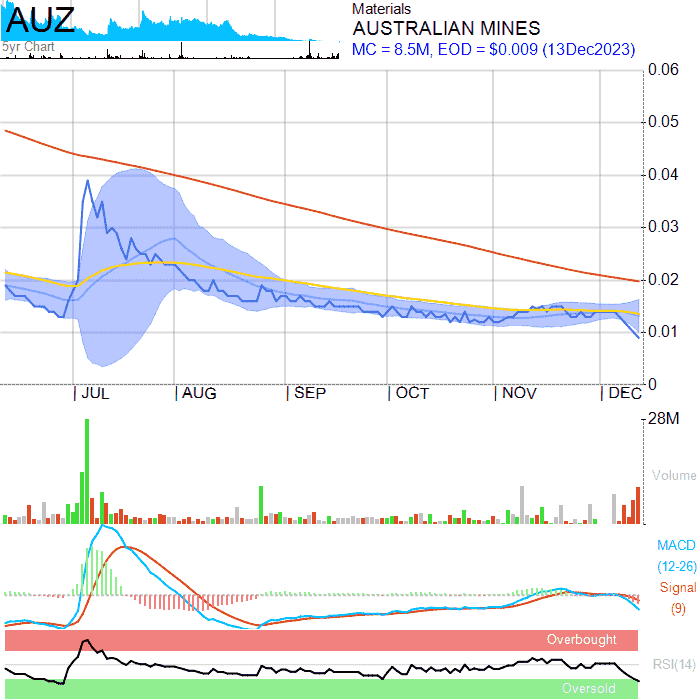 AUZ
5yr Chart
Materials
AUSTRALIAN MINES
MC = 8.5M, EOD = $0.009 (13Dec2023)
0.06
0.05
0.04
0.03
0.02
0.01
0
JUL AUG SEP OCT NOV DEC
28M
Volume
MACD
(12-26)
Signal
(9)
Overbought
RSI(14)
Oversold